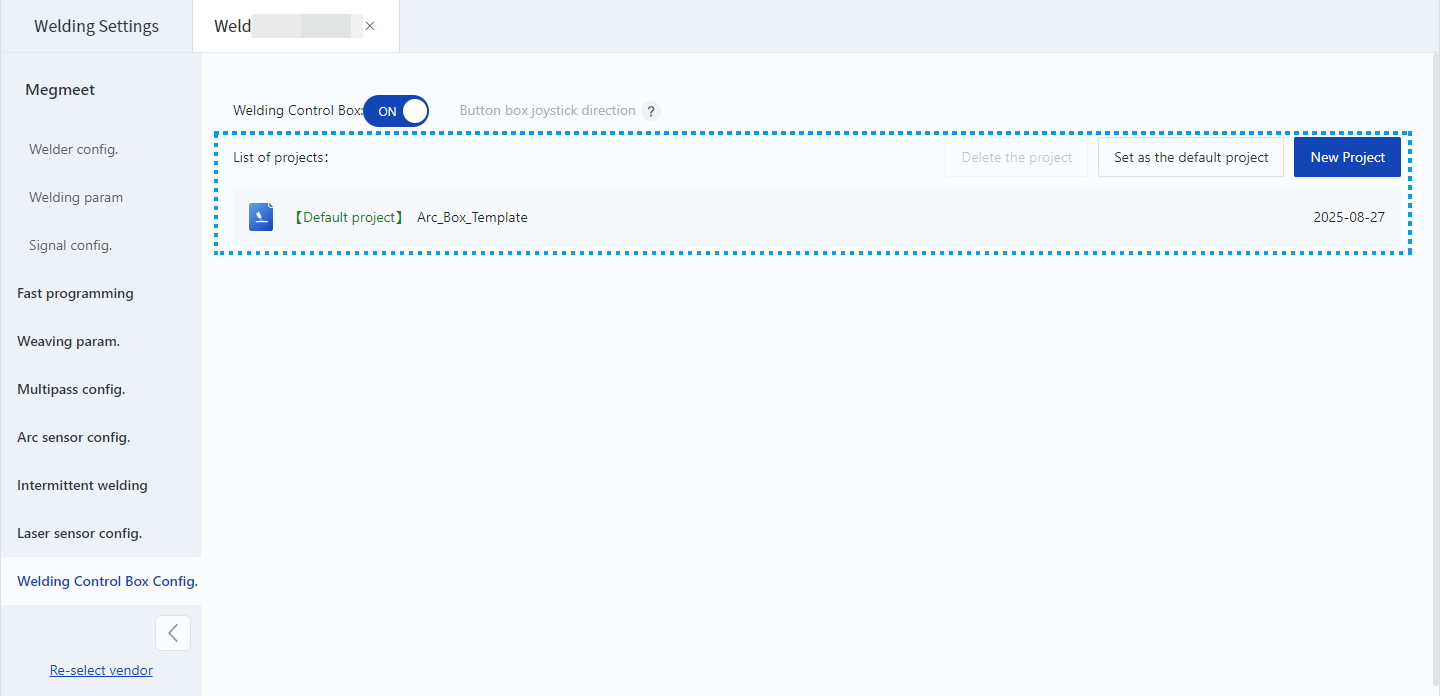 Welding Settings
Weld
Megmeet
Welder config.
Welding param
Signal config.
Fast programming
Weaving param.
Multipass config.
Arc sensor config.
Intermittent welding
Laser sensor config.
Welding Control Box Config.
Re-select vendor
Welding Control Box: ON Button box joystick direction ?
List of projects: Delete the project Set as the default project New Project
【Default project】 Arc_Box_Template 2025-08-27